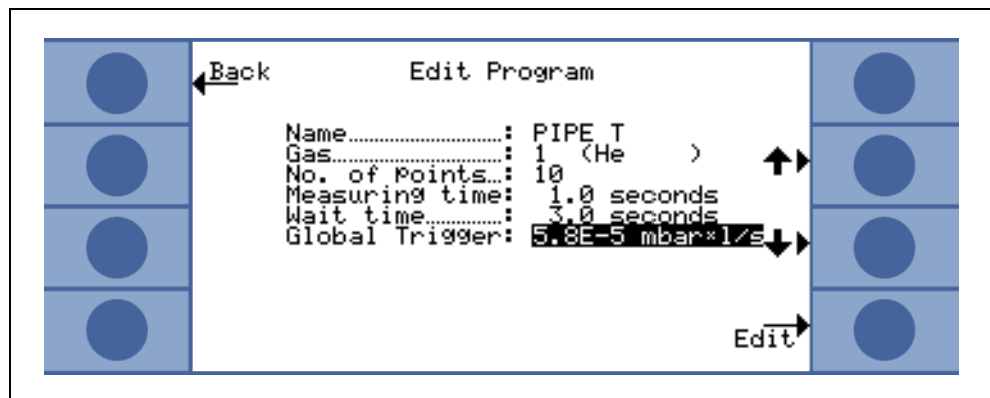 Back Edit Program
Name..........................: PIPE T
Gas............................: 1 (He )
No. of Points...: 10
Measuring time: 1.0 seconds
Wait time............: 3.0 seconds
Global Trigger: 5.8E-5 mbar×l/s
Edit